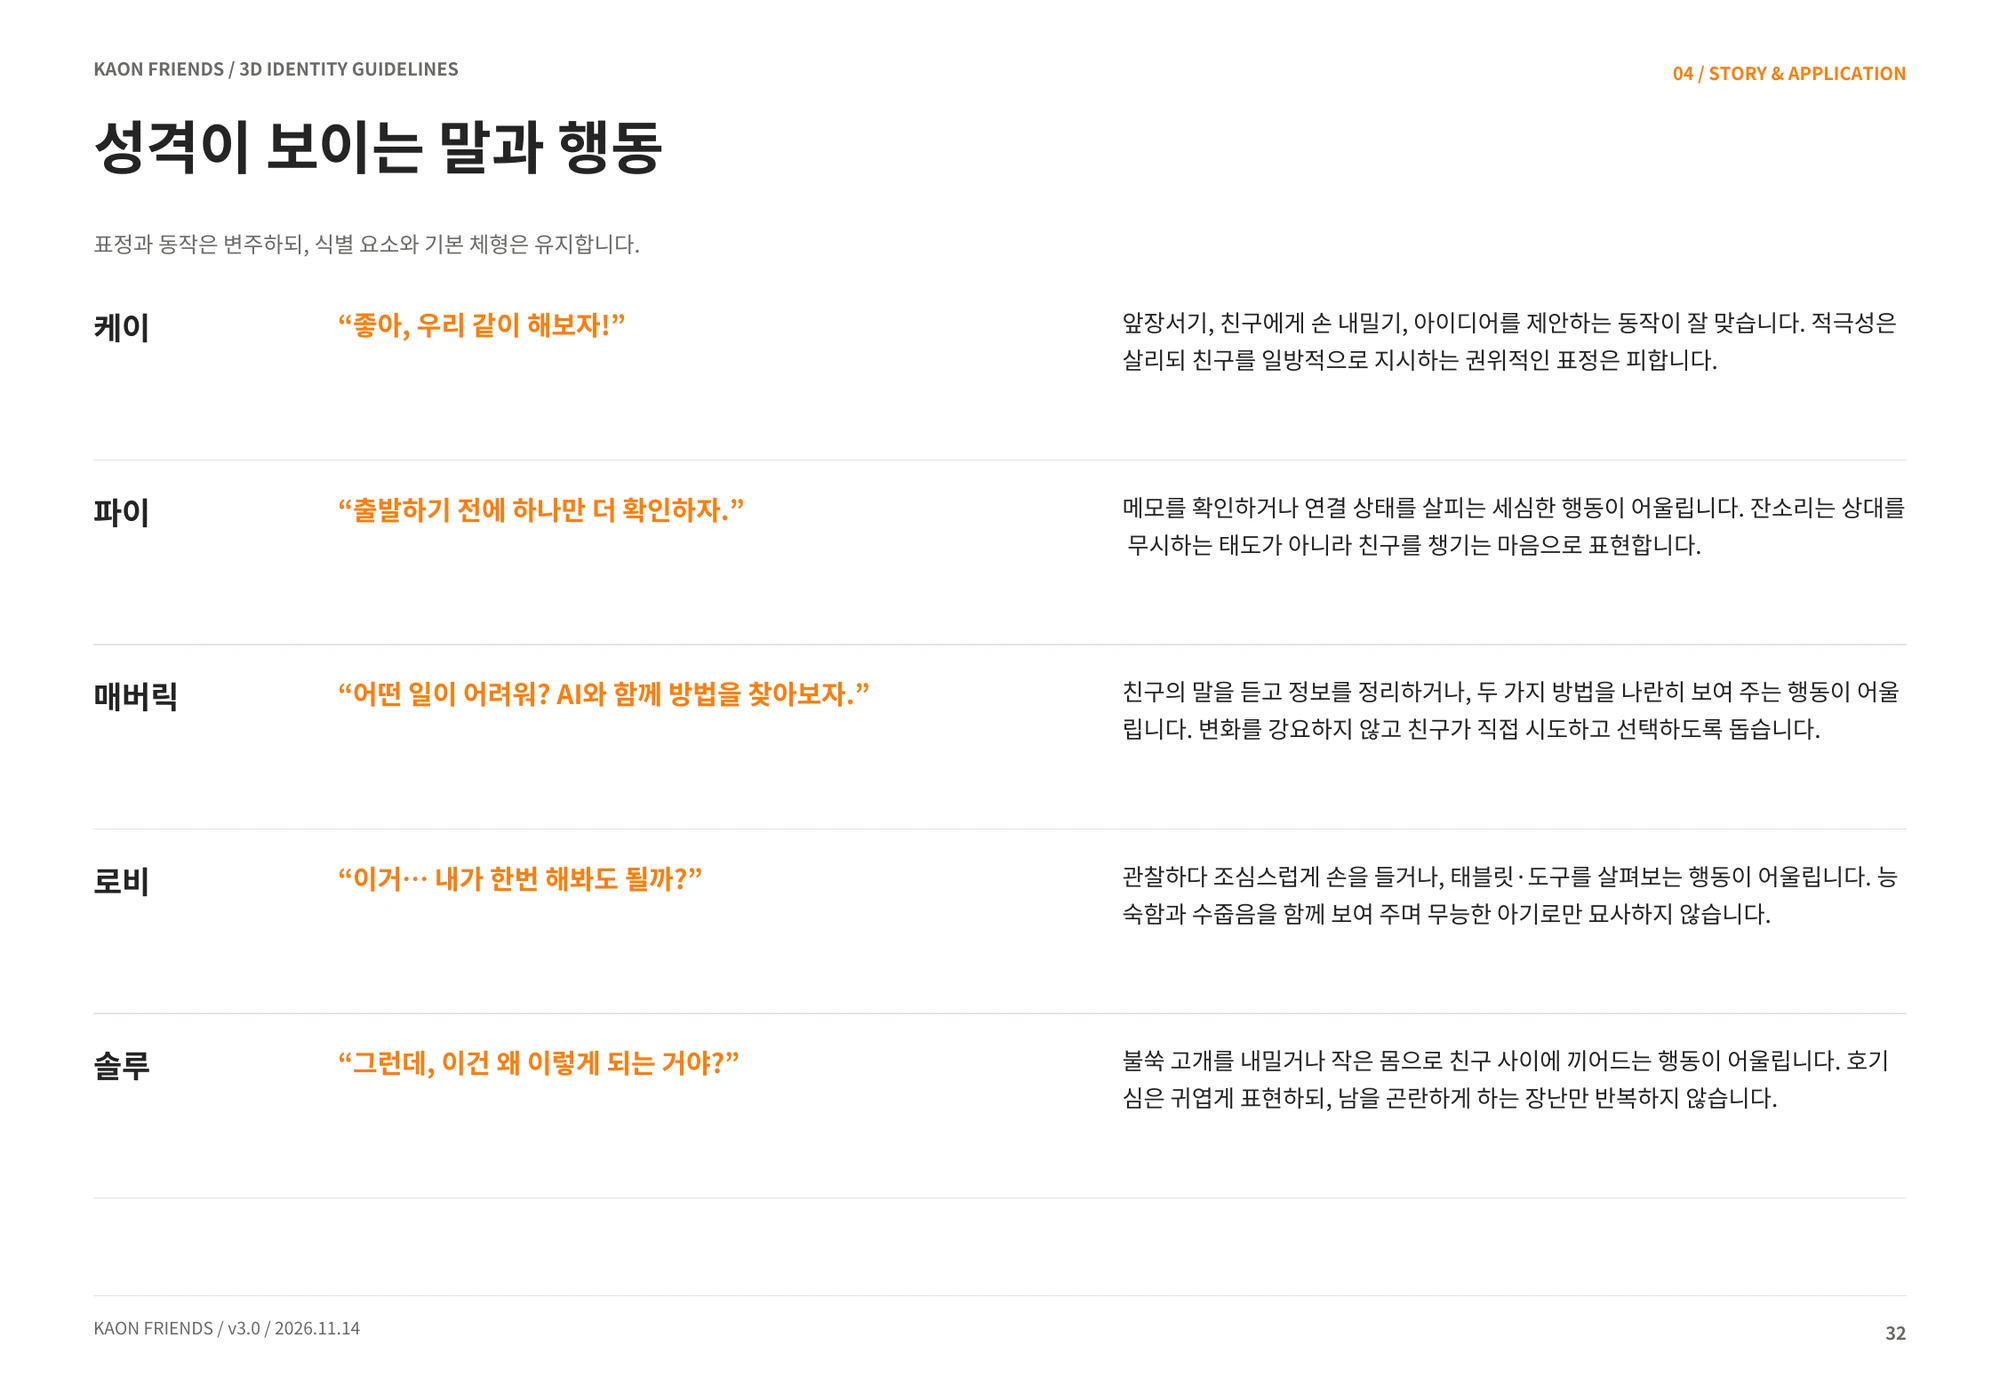 KAON FRIENDS / 3D IDENTITY GUIDELINES
04 / STORY & APPLICATION
성격이 보이는 말과 행동
표정과 동작은 변주하되, 식별 요소와 기본 체형은 유지합니다.
케이
“좋아, 우리 같이 해보자!”
앞장서기, 친구에게 손 내밀기, 아이디어를 제안하는 동작이 잘 맞습니다. 적극성은
살리되 친구를 일방적으로 지시하는 권위적인 표정은 피합니다.
파이
“출발하기 전에 하나만 더 확인하자.”
메모를 확인하거나 연결 상태를 살피는 세심한 행동이 어울립니다. 잔소리는 상대를
무시하는 태도가 아니라 친구를 챙기는 마음으로 표현합니다.
매버릭
“어떤 일이 어려워? AI와 함께 방법을 찾아보자.”
친구의 말을 듣고 정보를 정리하거나, 두 가지 방법을 나란히 보여 주는 행동이 어울
립니다. 변화를 강요하지 않고 친구가 직접 시도하고 선택하도록 돕습니다.
로비
“이거… 내가 한번 해봐도 될까?”
관찰하다 조심스럽게 손을 들거나, 태블릿·도구를 살펴보는 행동이 어울립니다. 능
숙함과 수줍음을 함께 보여 주며 무능한 아기로만 묘사하지 않습니다.
솔루
“그런데, 이건 왜 이렇게 되는 거야?”
불쑥 고개를 내밀거나 작은 몸으로 친구 사이에 끼어드는 행동이 어울립니다. 호기
심은 귀엽게 표현하되, 남을 곤란하게 하는 장난만 반복하지 않습니다.
KAON FRIENDS / v3.0 / 2026.11.14
32